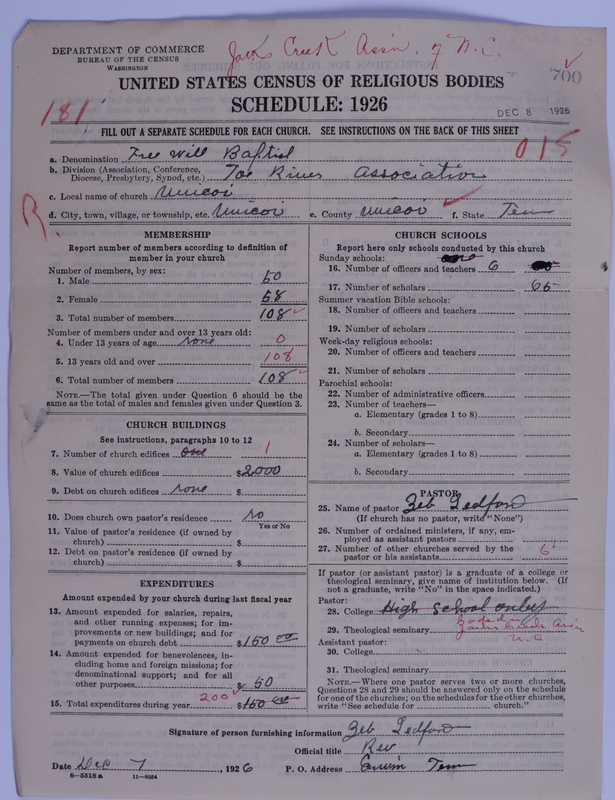 DEPARTMENT OF COMMERCE
BUREAU OF THE CENSUS
WASHINGTON
Jack Creek Ass'n. of N.C.
700
UNITED STATES CENSUS OF RELIGIOUS BODIES
SCHEDULE: 1926
DEC 8 1926
181
FILL OUT A SEPARATE SCHEDULE FOR EACH CHURCH. SEE INSTRUCTIONS ON THE BACK OF THIS SHEET
015
a. Denomination Free Will Baptist
b. Division (Association, Conference, Diocese, Presbytery, Synod, etc.) Toe River Association
c. Local name of church Unicoi
d. City, town, village, or township, etc. Unicoi e. County Unicoi f. State Tenn
R.
MEMBERSHIP
Report number of members according to definition of
member in your church
Number of members, by sex:
1. Male 50
2. Female 58
3. Total number of members 108
Number of members under and over 13 years old:
4. Under 13 years of age none 0
5. 13 years old and over 108
6. Total number of members 108
NOTE.—The total given under Question 6 should be
same as the total of males and females given under Question 3.
CHURCH BUILDINGS
See instructions, paragraphs 10 to 12
7. Number of church edifices one 1
8. Value of church edifices $2000
9. Debt on church edifices none $
10. Does church own pastor's residence No
Yes or No
11. Value of pastor's residence (if owned by
church) $
12. Debt on pastor's residence (if owned by
church) $
EXPENDITURES
Amount expended by your church during last fiscal year
13. Amount expended for salaries, repairs,
and other running expenses; for im-
provements or new buildings; and for
payments on church debt $150 00
14. Amount expended for benevolences, in-
cluding home and foreign missions; for
denominational support; and for all
other purposes $ 50
200
15. Total expenditures during year $150 00
CHURCH SCHOOLS
Report here only schools conducted by this church
Sunday schools: one
16. Number of officers and teachers 6
17. Number of scholars 65
Summer vacation Bible schools:
18. Number of officers and teachers
19. Number of scholars
Week-day religious schools:
20. Number of officers and teachers
21. Number of scholars
Parochial schools:
22. Number of administrative officers
23. Number of teachers—
a. Elementary (grades 1 to 8)
b. Secondary
24. Number of scholars—
a. Elementary (grades 1 to 8)
b. Secondary
PASTOR
25. Name of pastor Zeb Ledford
(If church has no pastor, write "None")
26. Number of ordained ministers, if any, em-
ployed as assistant pastors
27. Number of other churches served by the
pastor or his assistants 6
If pastor (or assistant pastor) is a graduate of a college or
theological seminary, give name of institution below. (If
not a graduate, write "No" in the space indicated.)
Pastor:
28. College High School only
29. Theological seminary
N.C
Assistant pastor:
30. College
31. Theological seminary
NOTE.—Where one pastor serves two or more churches,
Questions 28 and 29 should be answered only on the schedule
for one of the churches; on the schedules for the other churches,
write "See schedule for church."
Signature of person furnishing information Zeb Ledford
Official title Rev
Date Dec 7, 1926 P. O. Address Erwin Tenn
8—5518 a 11—9084